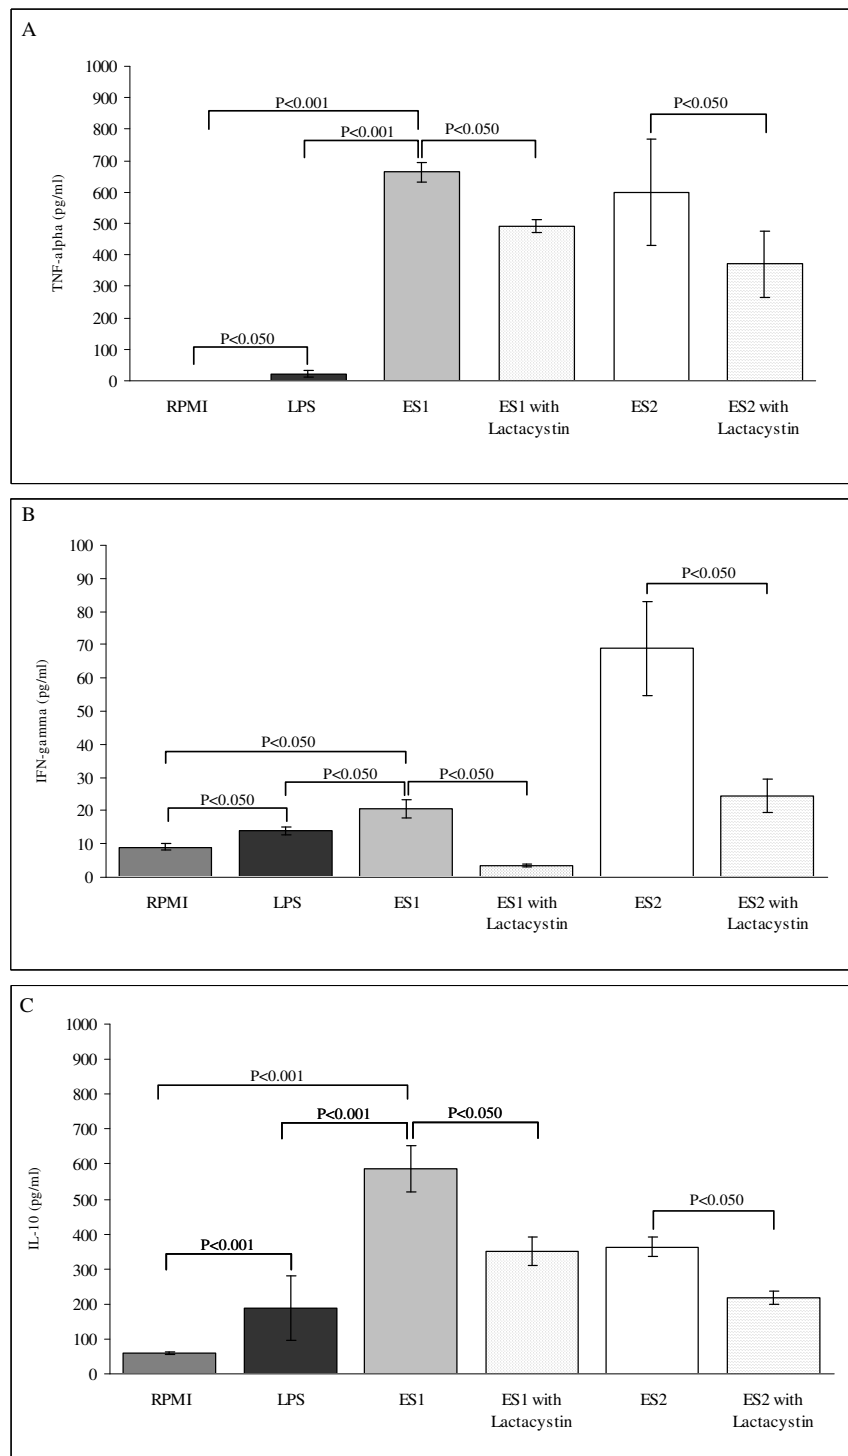 A
1000
900
800
700
600
500
400
300
200
100
0
TNF-alpha (pg/ml)
P<0.001
P<0.001
P<0.050
P<0.050
P<0.050
RPMI
LPS
ES1
ES1 with
Lactacystin
ES2
ES2 with
Lactacystin
B
100
90
80
70
60
50
40
30
20
10
0
IFN-gamma (pg/ml)
P<0.050
P<0.050
P<0.050
P<0.050
P<0.050
RPMI
LPS
ES1
ES1 with
Lactacystin
ES2
ES2 with
Lactacystin
C
1000
900
800
700
600
500
400
300
200
100
0
IL-10 (pg/ml)
P<0.001
P<0.001
P<0.050
P<0.050
P<0.001
RPMI
LPS
ES1
ES1 with
Lactacystin
ES2
ES2 with
Lactacystin